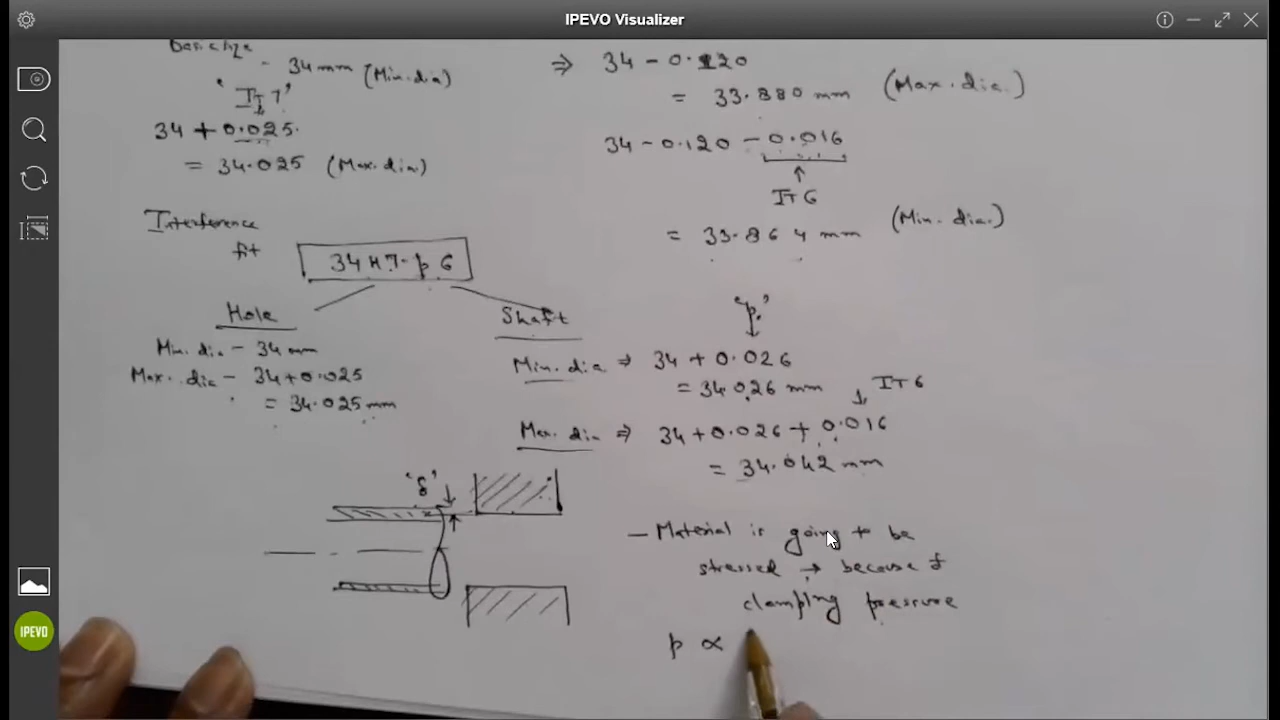 IPEVO Visualizer
Basic size - 34 mm (Min. dia)
'IT 7'
34 + 0.025
= 34.025 (Max. dia)
⇒ 34 - 0.120
= 33.880 mm (Max. dia.)
34 - 0.120 - 0.016
IT 6
= 33.864 mm (Min. dia.)
Interference
fit
34 H7-p 6
Hole
Min. dia - 34 mm
Max. dia - 34+0.025
= 34.025 mm
Shaft
'p.'
Min. dia ⇒ 34 + 0.026
= 34.026 mm
IT 6
Max. dia ⇒ 34+0.026 + 0.016
= 34.042 mm
'δ'
- Material is going to be
stressed → because of
clamping pressure
p ∝
IPEVO